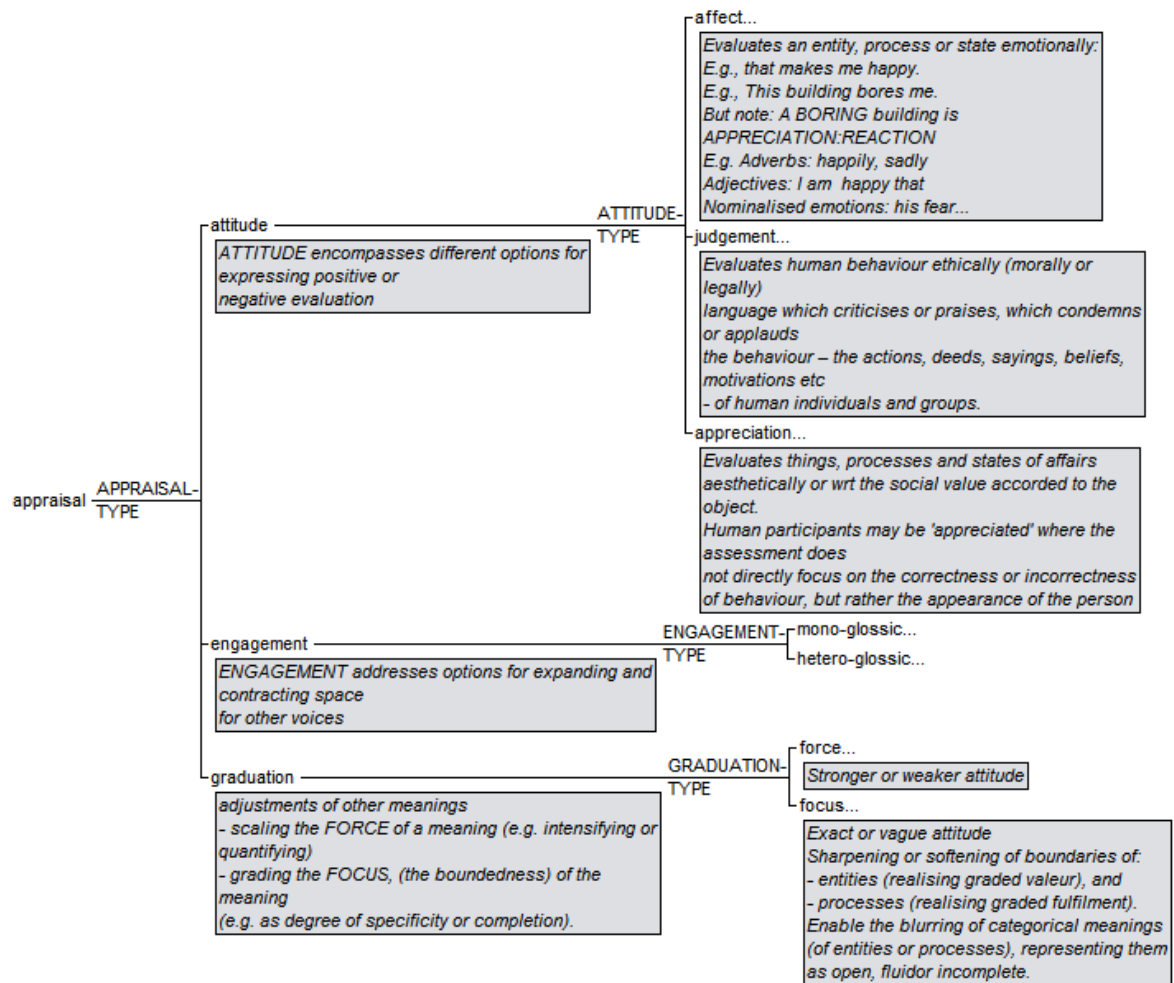 affect...
Evaluates an entity, process or state emotionally:
E.g., that makes me happy.
E.g., This building bores me.
But note: A BORING building is
APPRECIATION:REACTION
E.g. Adverbs: happily, sadly
Adjectives: I am  happy that
Nominalised emotions: his fear...
attitude
ATTITUDE-
TYPE
ATTITUDE encompasses different options for
expressing positive or
negative evaluation
judgement...
Evaluates human behaviour ethically (morally or
legally)
language which criticises or praises, which condemns
or applauds
the behaviour – the actions, deeds, sayings, beliefs,
motivations etc
- of human individuals and groups.
appreciation...
Evaluates things, processes and states of affairs
aesthetically or wrt the social value accorded to the
object.
Human participants may be 'appreciated' where the
assessment does
not directly focus on the correctness or incorrectness
of behaviour, but rather the appearance of the person
appraisal
APPRAISAL-
TYPE
engagement
ENGAGEMENT-
TYPE
mono-glossic...
hetero-glossic...
ENGAGEMENT addresses options for expanding and
contracting space
for other voices
graduation
GRADUATION-
TYPE
force...
Stronger or weaker attitude
focus...
Exact or vague attitude
Sharpening or softening of boundaries of:
- entities (realising graded valeur), and
- processes (realising graded fulfilment).
Enable the blurring of categorical meanings
(of entities or processes), representing them
as open, fluidor incomplete.
adjustments of other meanings
- scaling the FORCE of a meaning (e.g. intensifying or
quantifying)
- grading the FOCUS, (the boundedness) of the
meaning
(e.g. as degree of specificity or completion).